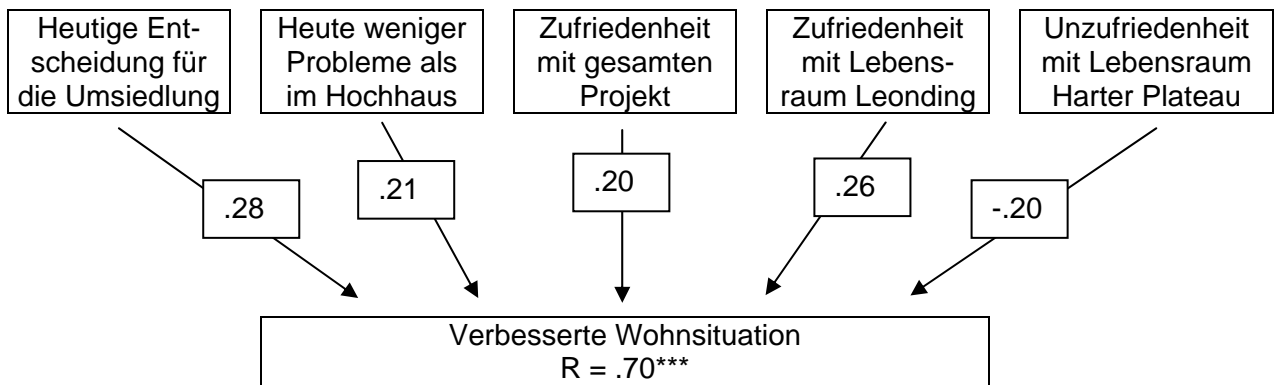 Heutige Ent-
scheidung für
die Umsiedlung
Heute weniger
Probleme als
im Hochhaus
Zufriedenheit
mit gesamten
Projekt
Zufriedenheit
mit Lebens-
raum Leonding
Unzufriedenheit
mit Lebensraum
Harter Plateau
.28
.21
.20
.26
-.20
Verbesserte Wohnsituation
R = .70***